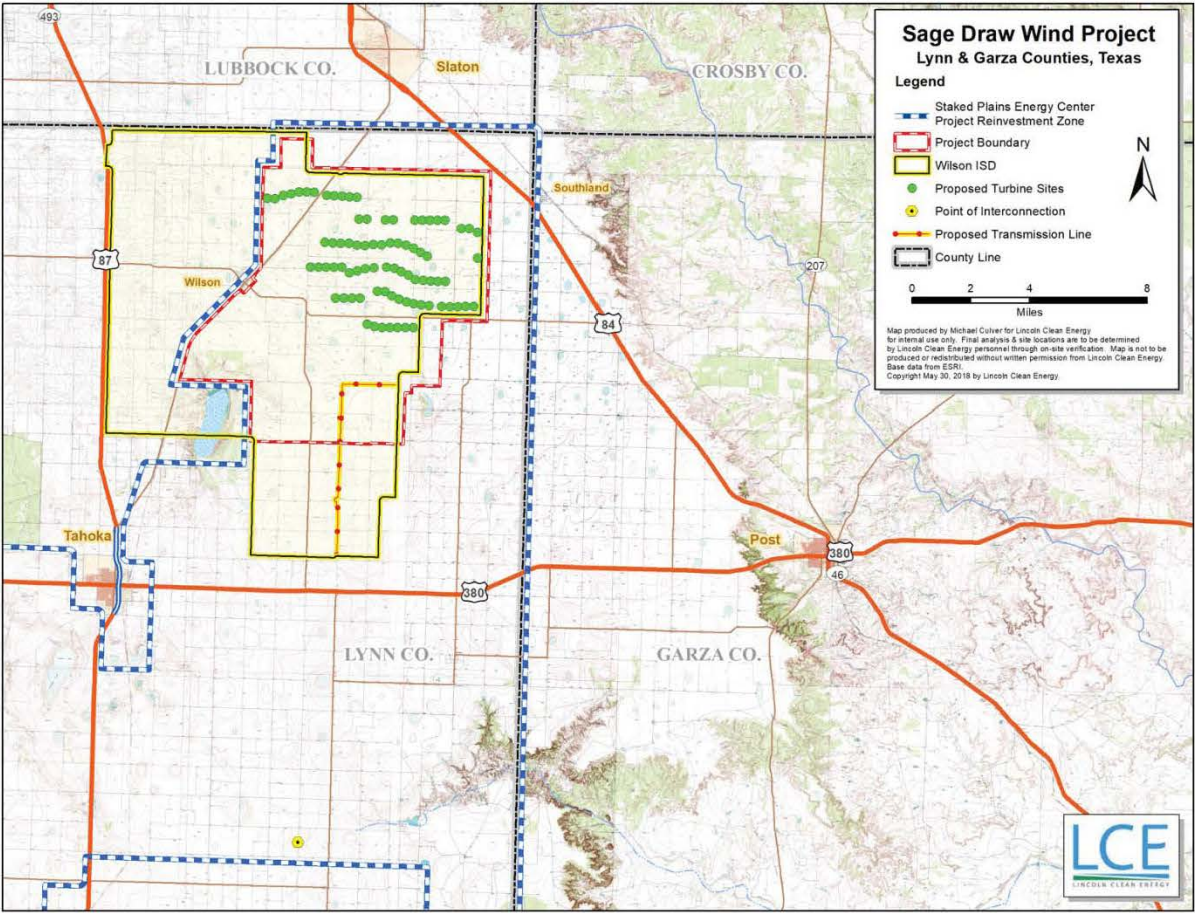 493
LUBBOCK CO.
Slaton
CROSBY CO.
Sage Draw Wind Project
Lynn & Garza Counties, Texas
Legend
Staked Plains Energy Center
Project Reinvestment Zone
Project Boundary
Wilson ISD
Proposed Turbine Sites
Point of Interconnection
Proposed Transmission Line
County Line
N
0 2 4 8
Miles
Map produced by Michael Culver for Lincoln Clean Energy
for internal use only. Final analysis & site locations are to be determined
by Lincoln Clean Energy personnel through on-site verification. Map is not to be
produced or redistributed without written permission from Lincoln Clean Energy.
Base data from ESRI.
Copyright May 30, 2018 by Lincoln Clean Energy.
Southland
87
Wilson
207
84
Tahoka
Post
380
46
380
LYNN CO.
GARZA CO.
LCE
LINCOLN CLEAN ENERGY